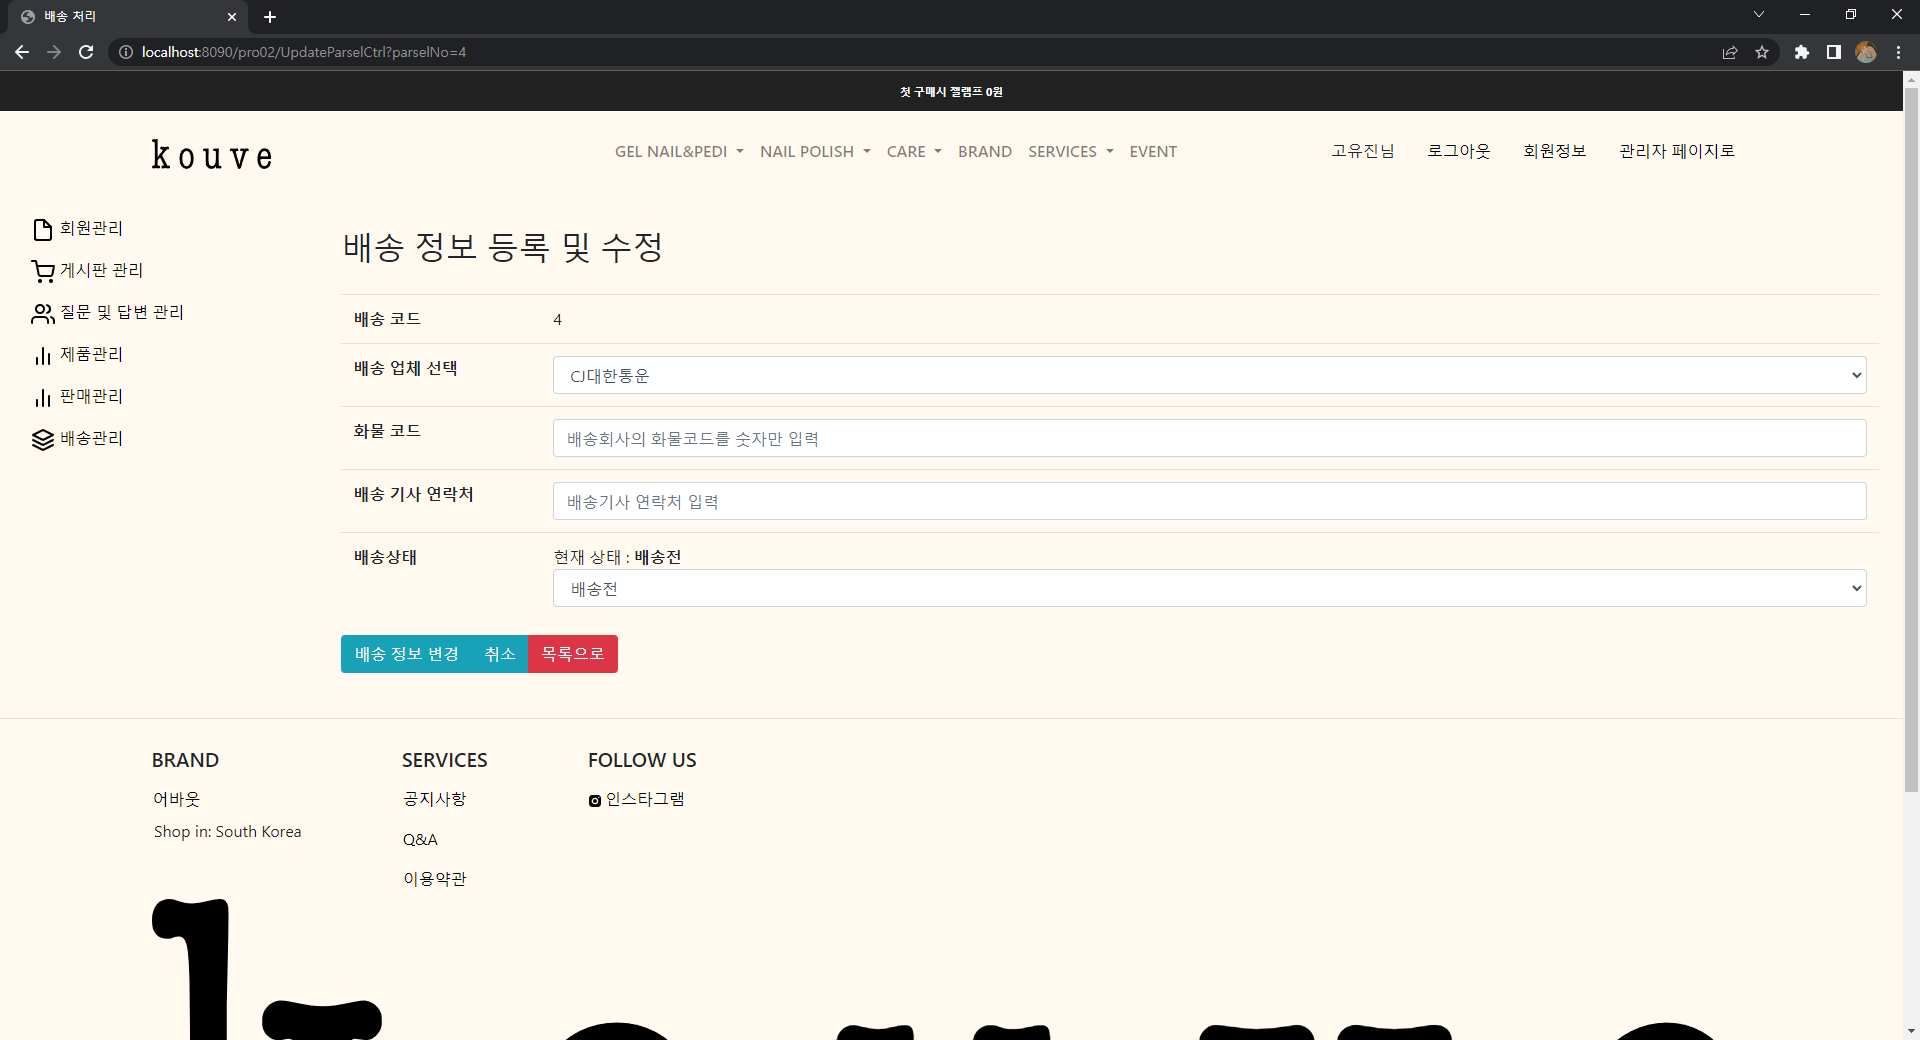 배송 처리
localhost:8090/pro02/UpdateParselCtrl?parselNo=4
첫 구매시 젤램프 0원
kouve
GEL NAIL&PEDI NAIL POLISH CARE BRAND SERVICES EVENT
고유진님 로그아웃 회원정보 관리자 페이지로
회원관리
게시판 관리
질문 및 답변 관리
제품관리
판매관리
배송관리
배송 정보 등록 및 수정
배송 코드 4
배송 업체 선택 CJ대한통운
화물 코드 배송회사의 화물코드를 숫자만 입력
배송 기사 연락처 배송기사 연락처 입력
배송상태 현재 상태 : 배송전
배송전
배송 정보 변경 취소 목록으로
BRAND
어바웃
Shop in: South Korea
SERVICES
공지사항
Q&A
이용약관
FOLLOW US
인스타그램